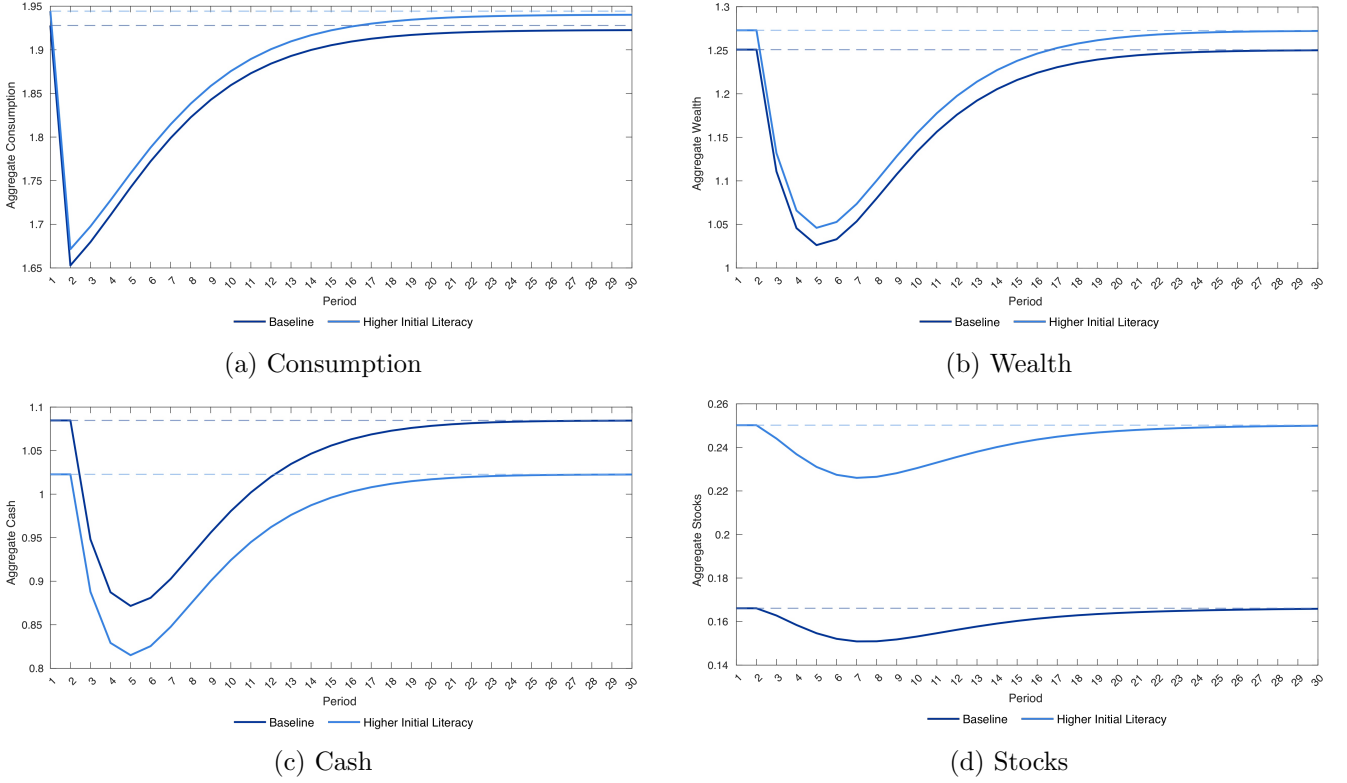 1.95
1.9
1.85
1.8
1.75
1.7
1.65
Aggregate Consumption
1 2 3 4 5 6 7 8 9 10 11 12 13 14 15 16 17 18 19 20 21 22 23 24 25 26 27 28 29 30
Period
Baseline Higher Initial Literacy
(a) Consumption
1.3
1.25
1.2
1.15
1.1
1.05
1
Aggregate Wealth
1 2 3 4 5 6 7 8 9 10 11 12 13 14 15 16 17 18 19 20 21 22 23 24 25 26 27 28 29 30
Period
Baseline Higher Initial Literacy
(b) Wealth
1.1
1.05
1
0.95
0.9
0.85
0.8
Aggregate Cash
1 2 3 4 5 6 7 8 9 10 11 12 13 14 15 16 17 18 19 20 21 22 23 24 25 26 27 28 29 30
Period
Baseline Higher Initial Literacy
(c) Cash
0.26
0.24
0.22
0.2
0.18
0.16
0.14
Aggregate Stocks
1 2 3 4 5 6 7 8 9 10 11 12 13 14 15 16 17 18 19 20 21 22 23 24 25 26 27 28 29 30
Period
Baseline Higher Initial Literacy
(d) Stocks